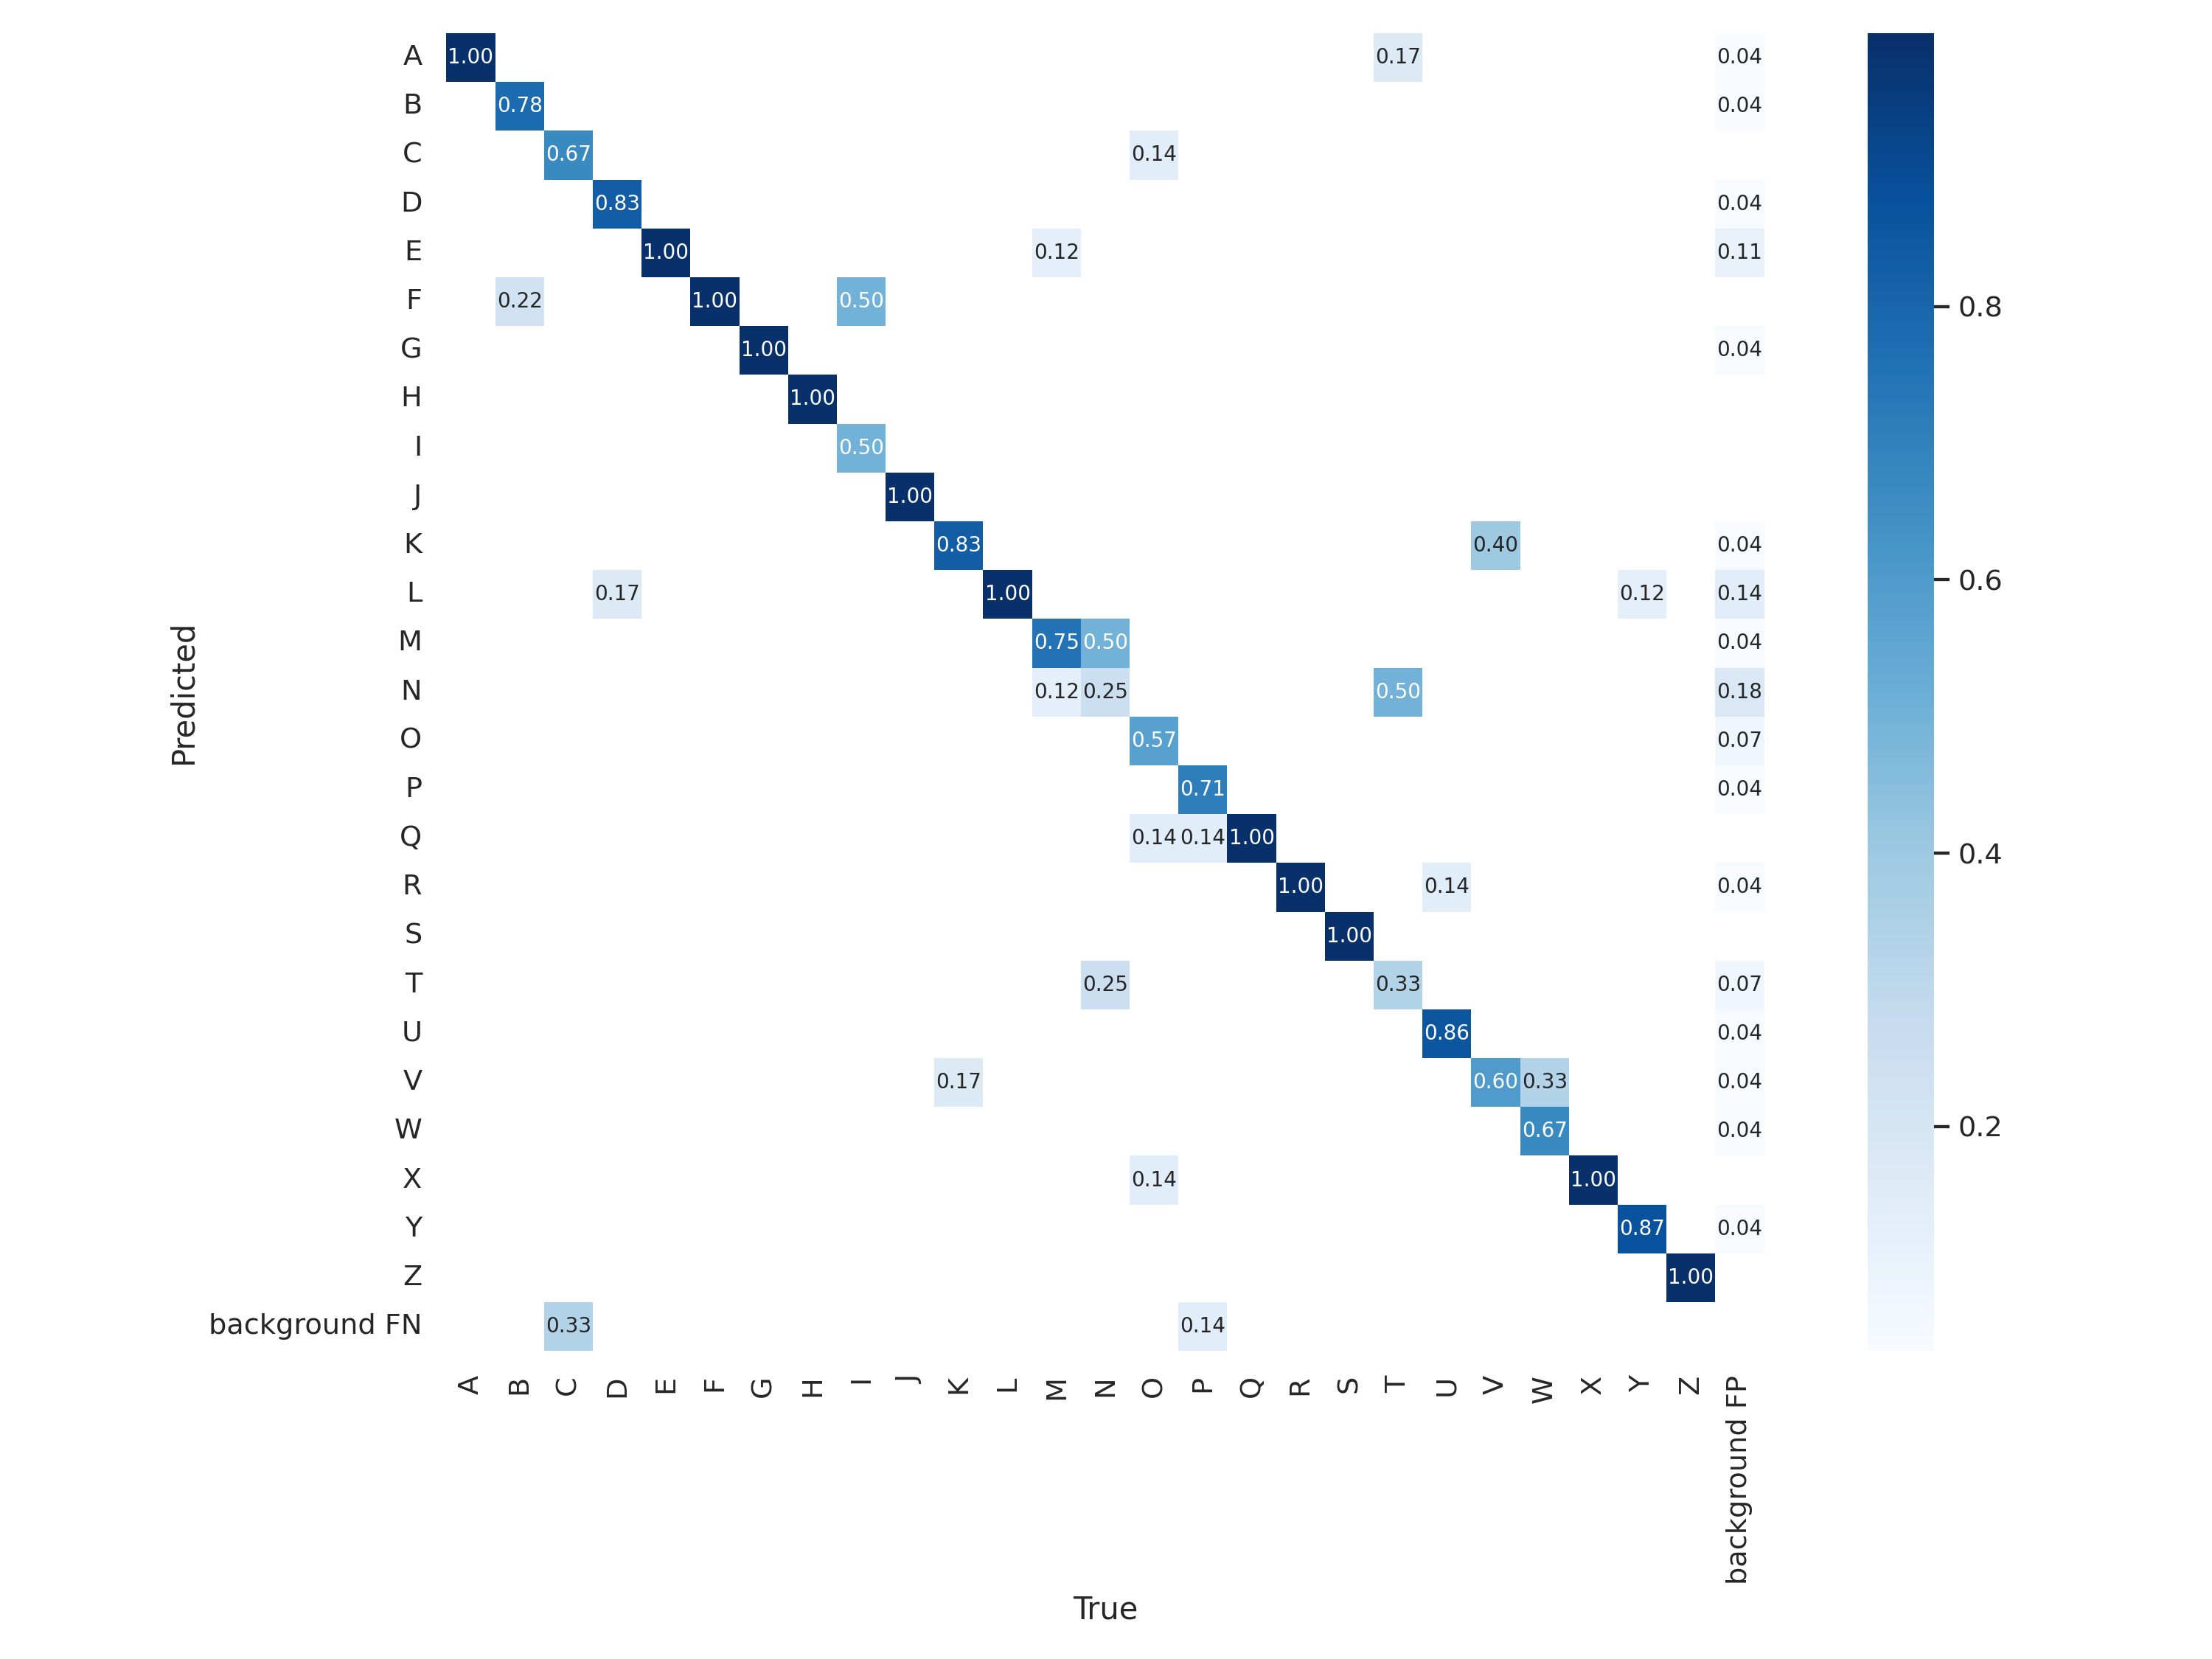 A 1.00 0.17 0.04
B 0.78 0.04
C 0.67 0.14
D 0.83 0.04
E 1.00 0.12 0.11
F 0.22 1.00 0.50
G 1.00 0.04
H 1.00
I 0.50
J 1.00
K 0.83 0.40 0.04
L 0.17 1.00 0.12 0.14
M 0.75 0.50 0.04
N 0.12 0.25 0.50 0.18
O 0.57 0.07
P 0.71 0.04
Q 0.14 0.14 1.00
R 1.00 0.14 0.04
S 1.00
T 0.25 0.33 0.07
U 0.86 0.04
V 0.17 0.60 0.33 0.04
W 0.67 0.04
X 0.14 1.00
Y 0.87 0.04
Z 1.00
background FN 0.33 0.14
A B C D E F G H I J K L M N O P Q R S T U V W X Y Z background FP
Predicted
True
0.8
0.6
0.4
0.2